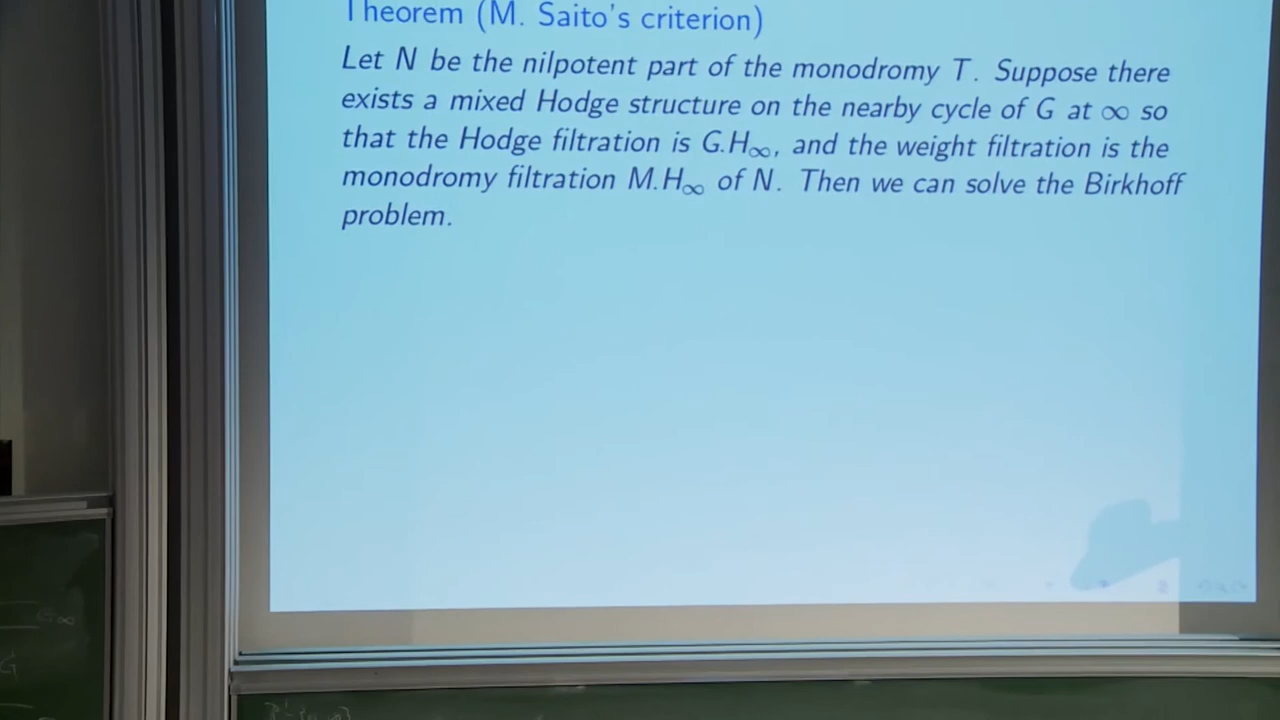 Theorem (M. Saito's criterion)
Let N be the nilpotent part of the monodromy T. Suppose there
exists a mixed Hodge structure on the nearby cycle of G at ∞ so
that the Hodge filtration is G.H∞, and the weight filtration is the
monodromy filtration M.H∞ of N. Then we can solve the Birkhoff
problem.